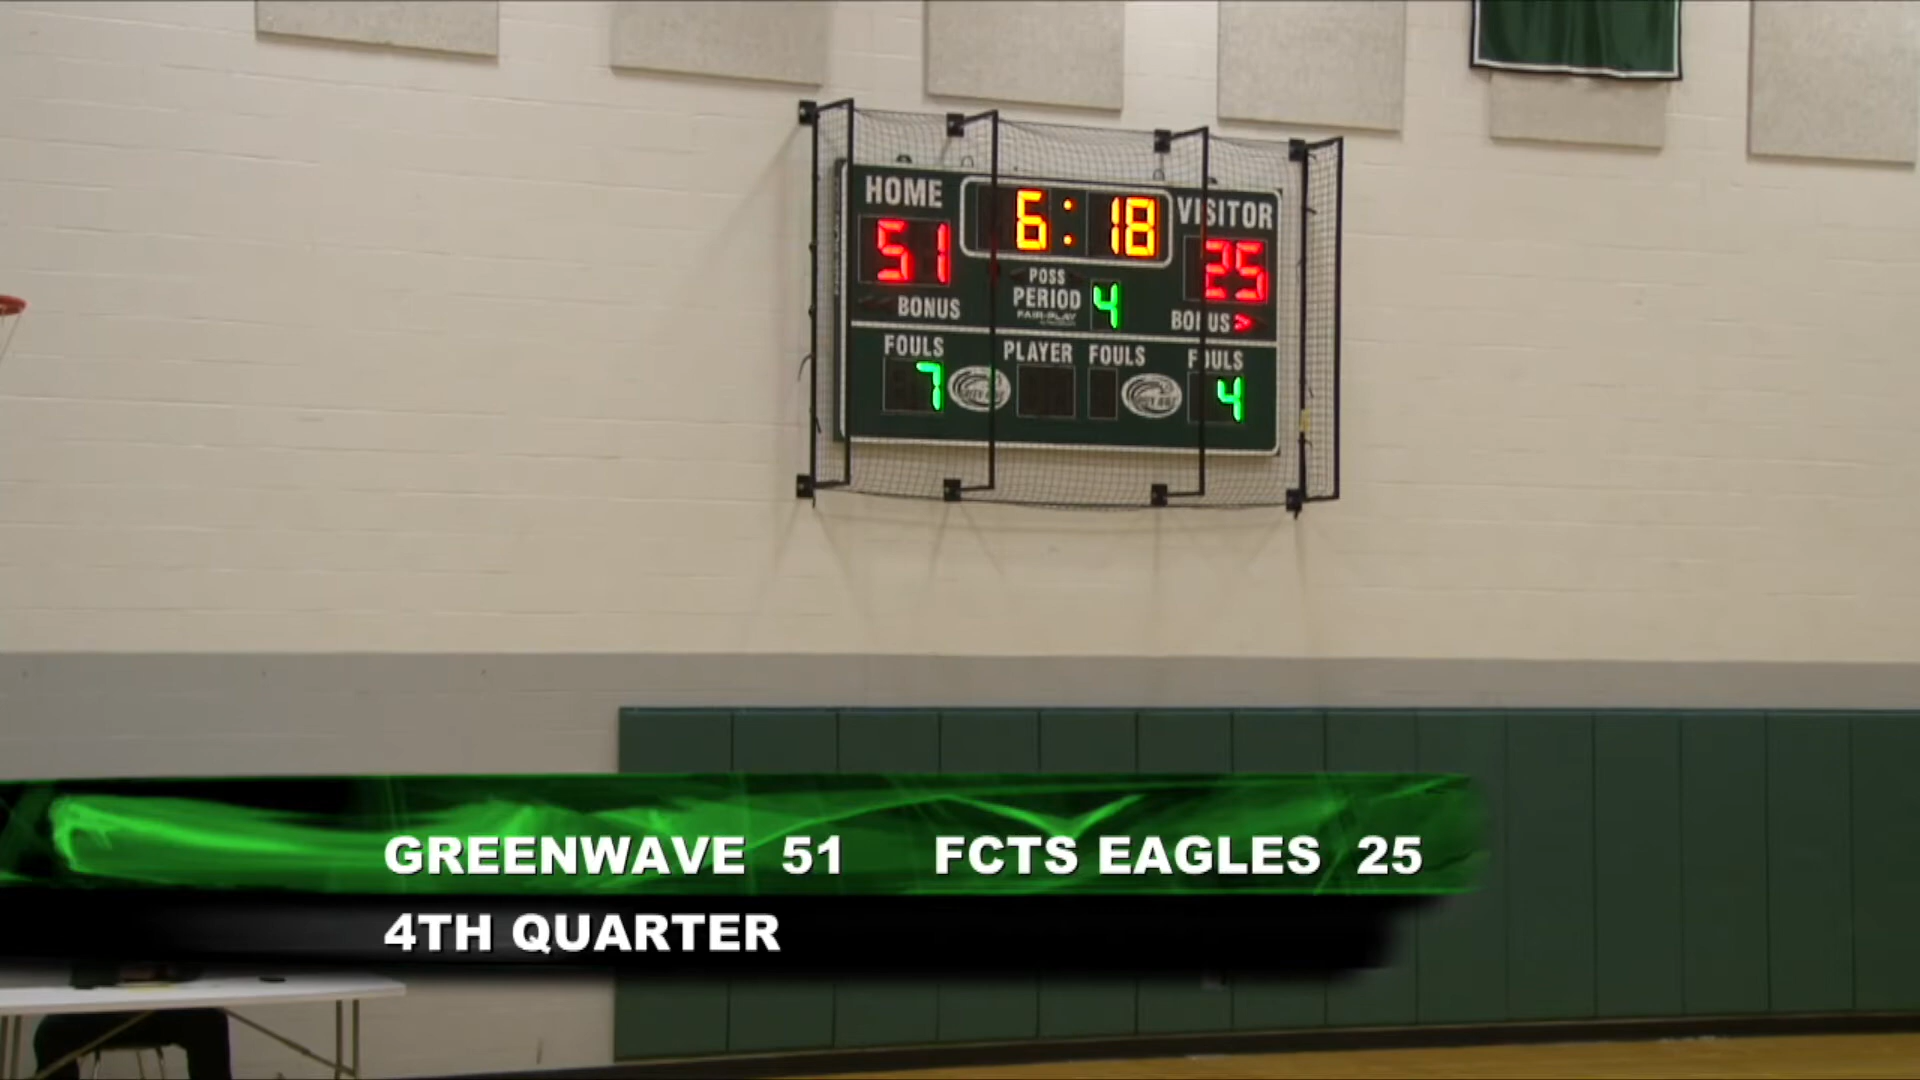 HOME 6:18 VISITOR
51 25
POSS
BONUS PERIOD 4 BONUS
FAIR-PLAY
FOULS PLAYER FOULS FOULS
7 4
GREENWAVE 51 FCTS EAGLES 25
4TH QUARTER